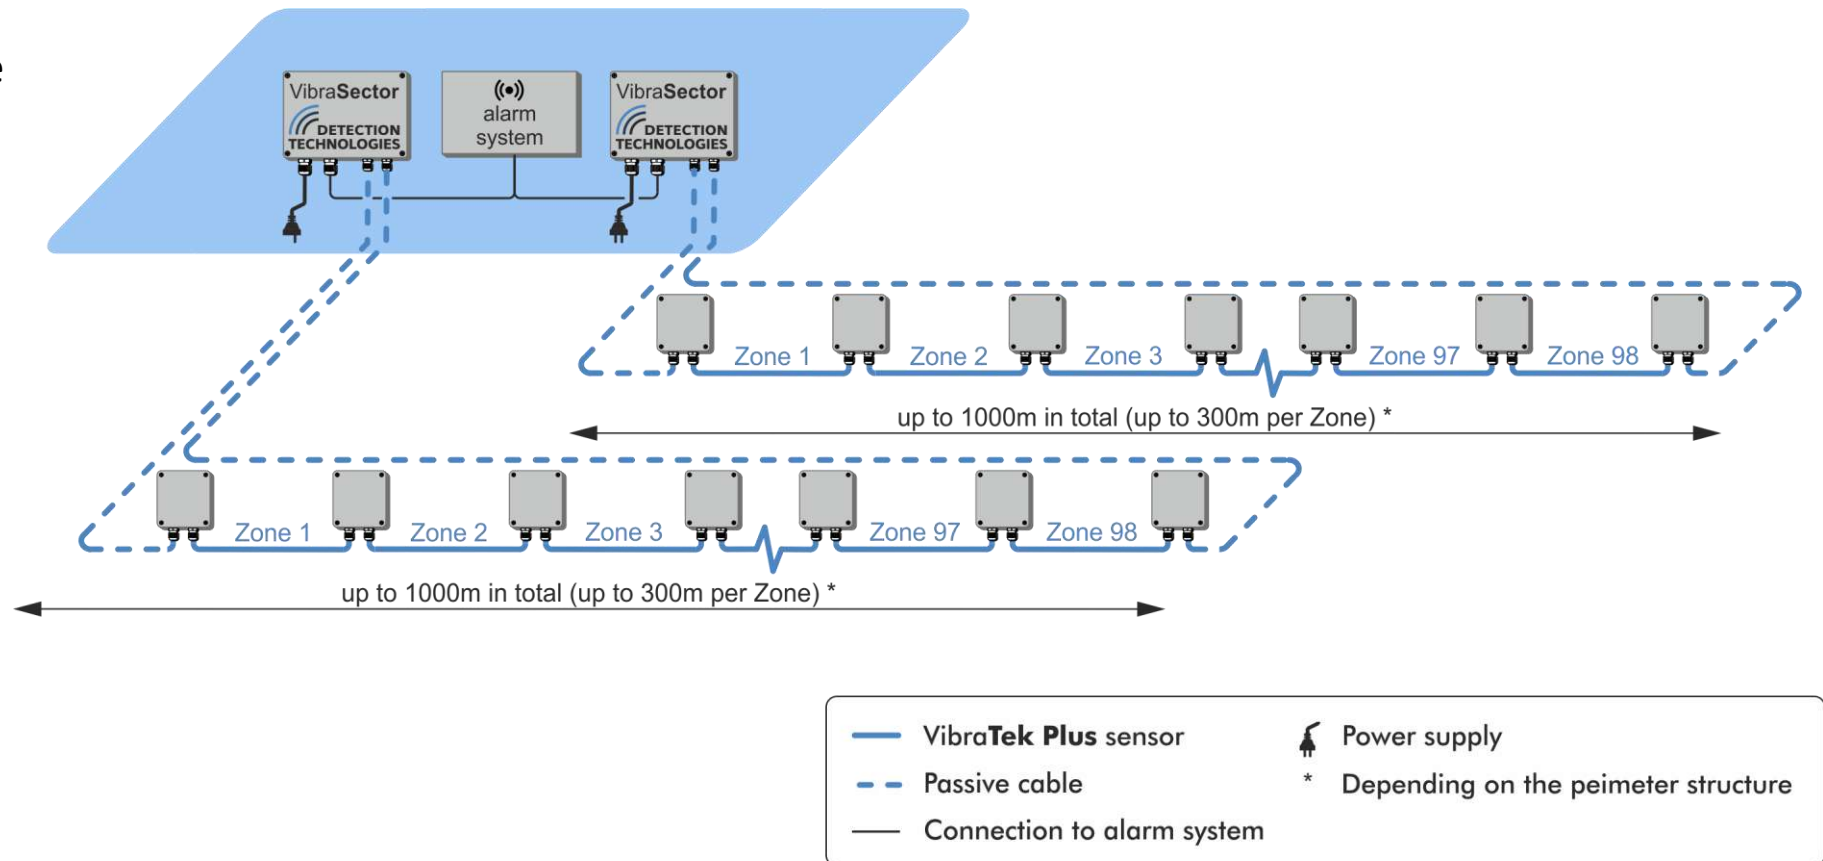 e
VibraSector
DETECTION
TECHNOLOGIES
alarm
system
VibraSector
DETECTION
TECHNOLOGIES
Zone 1
Zone 2
Zone 3
Zone 97
Zone 98
up to 1000m in total (up to 300m per Zone) *
Zone 1
Zone 2
Zone 3
Zone 97
Zone 98
up to 1000m in total (up to 300m per Zone) *
VibraTek Plus sensor
Passive cable
Connection to alarm system
Power supply
* Depending on the peimeter structure